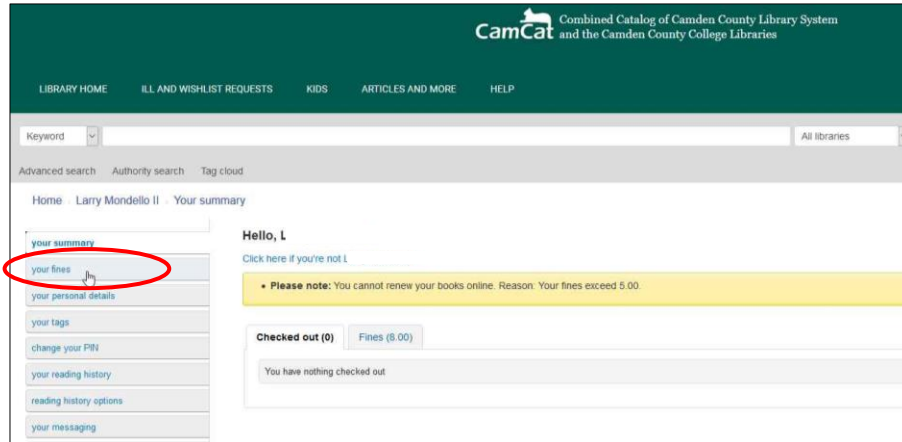 CamCat Combined Catalog of Camden County Library System
and the Camden County College Libraries
LIBRARY HOME ILL AND WISHLIST REQUESTS KIDS ARTICLES AND MORE HELP
Keyword All libraries
Advanced search Authority search Tag cloud
Home Larry Mondello II Your summary
your summary
your fines
your personal details
your tags
change your PIN
your reading history
reading history options
your messaging
Hello, L
Click here if you're not L
• Please note: You cannot renew your books online. Reason: Your fines exceed 5.00.
Checked out (0) Fines (8.00)
You have nothing checked out